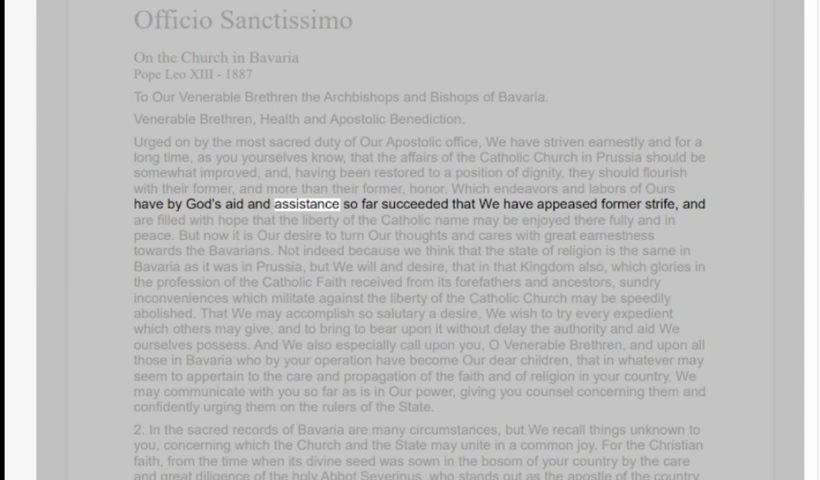 Officio Sanctissimo
On the Church in Bavaria
Pope Leo XIII - 1887
To Our Venerable Brethren the Archbishops and Bishops of Bavaria.
Venerable Brethren, Health and Apostolic Benediction.
Urged on by the most sacred duty of Our Apostolic office, We have striven earnestly and for a
long time, as you yourselves know, that the affairs of the Catholic Church in Prussia should be
somewhat improved, and, having been restored to a position of dignity, they should flourish
with their former, and more than their former, honor. Which endeavors and labors of Ours
have by God's aid and assistance so far succeeded that We have appeased former strife, and
are filled with hope that the liberty of the Catholic name may be enjoyed there fully and in
peace. But now it is Our desire to turn Our thoughts and cares with great earnestness
towards the Bavarians. Not indeed because we think that the state of religion is the same in
Bavaria as it was in Prussia, but We will and desire, that in that Kingdom also, which glories in
the profession of the Catholic Faith received from its forefathers and ancestors, sundry
inconveniences which militate against the liberty of the Catholic Church may be speedily
abolished. That We may accomplish so salutary a desire, We wish to try every expedient
which others may give, and to bring to bear upon it without delay the authority and aid We
ourselves possess. And We also especially call upon you, O Venerable Brethren, and upon all
those in Bavaria who by your operation have become Our dear children, that in whatever may
seem to appertain to the care and propagation of the faith and of religion in your country, We
may communicate with you so far as is in Our power, giving you counsel concerning them and
confidently urging them on the rulers of the State.
2. In the sacred records of Bavaria are many circumstances, but We recall things unknown to
you, concerning which the Church and the State may unite in a common joy. For the Christian
faith, from the time when its divine seed was sown in the bosom of your country by the care
and great diligence of the holy Abbot Severinus, who stands out as the apostle of the country